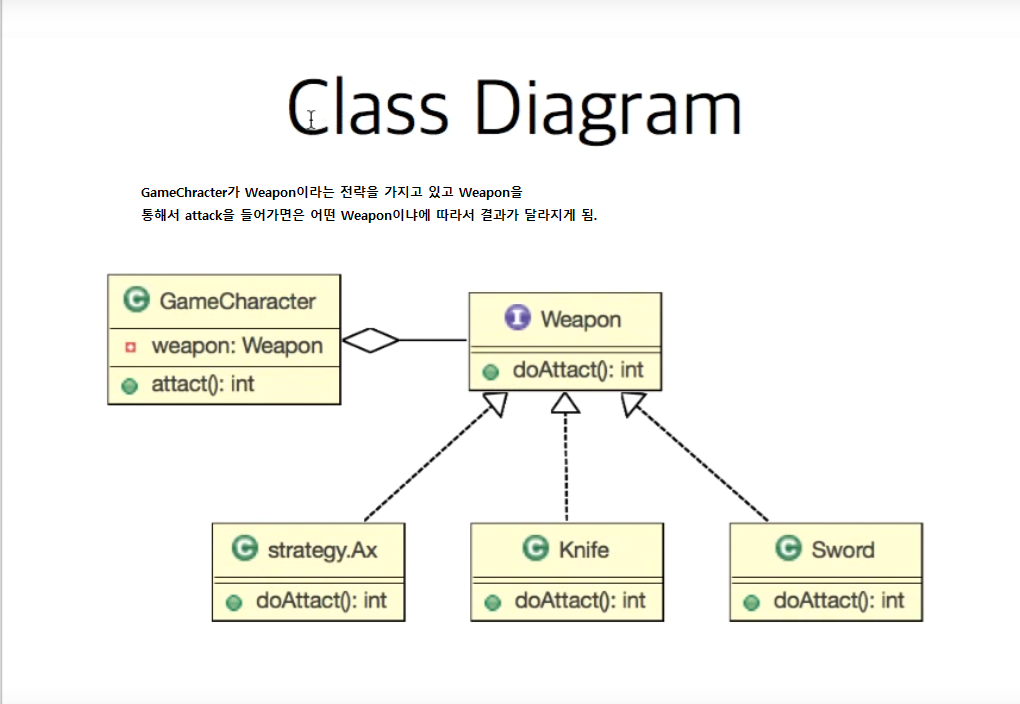 Class Diagram
GameChracter가 Weapon이라는 전략을 가지고 있고 Weapon을
통해서 attack을 들어가면은 어떤 Weapon이냐에 따라서 결과가 달라지게 됨.
C GameCharacter
weapon: Weapon
attact(): int
I Weapon
doAttact(): int
C strategy.Ax
doAttact(): int
C Knife
doAttact(): int
C Sword
doAttact(): int